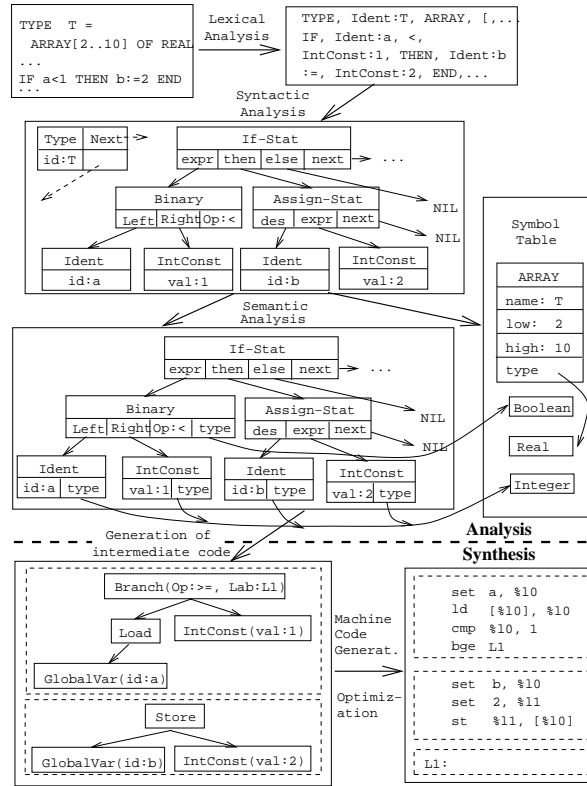 TYPE T =
ARRAY[2..10] OF REAL
...
IF a<1 THEN b:=2 END
...
Lexical
Analysis
TYPE, Ident:T, ARRAY, [,...
IF, Ident:a, <,
IntConst:1, THEN, Ident:b
:=, IntConst:2, END,...
Syntactic
Analysis
Type Next
id:T
If-Stat
expr then else next
...
Binary
Left Right Op:<
Assign-Stat
des expr next
NIL
NIL
Ident
id:a
IntConst
val:1
Ident
id:b
IntConst
val:2
Symbol
Table
ARRAY
name: T
low: 2
high: 10
type
Boolean
Real
Integer
Semantic
Analysis
If-Stat
expr then else next
...
Binary
Left Right Op:< type
Assign-Stat
des expr next
NIL
NIL
Ident
id:a type
IntConst
val:1 type
Ident
id:b type
IntConst
val:2 type
Analysis
Synthesis
Generation of
intermediate code
Branch(Op:>=, Lab:L1)
Load
IntConst(val:1)
GlobalVar(id:a)
Store
GlobalVar(id:b)
IntConst(val:2)
Machine
Code
Generat.
Optimiz-
ation
set a, %l0
ld [%l0], %l0
cmp %l0, 1
bge L1
set b, %l0
set 2, %l1
st %l1, [%l0]
L1: